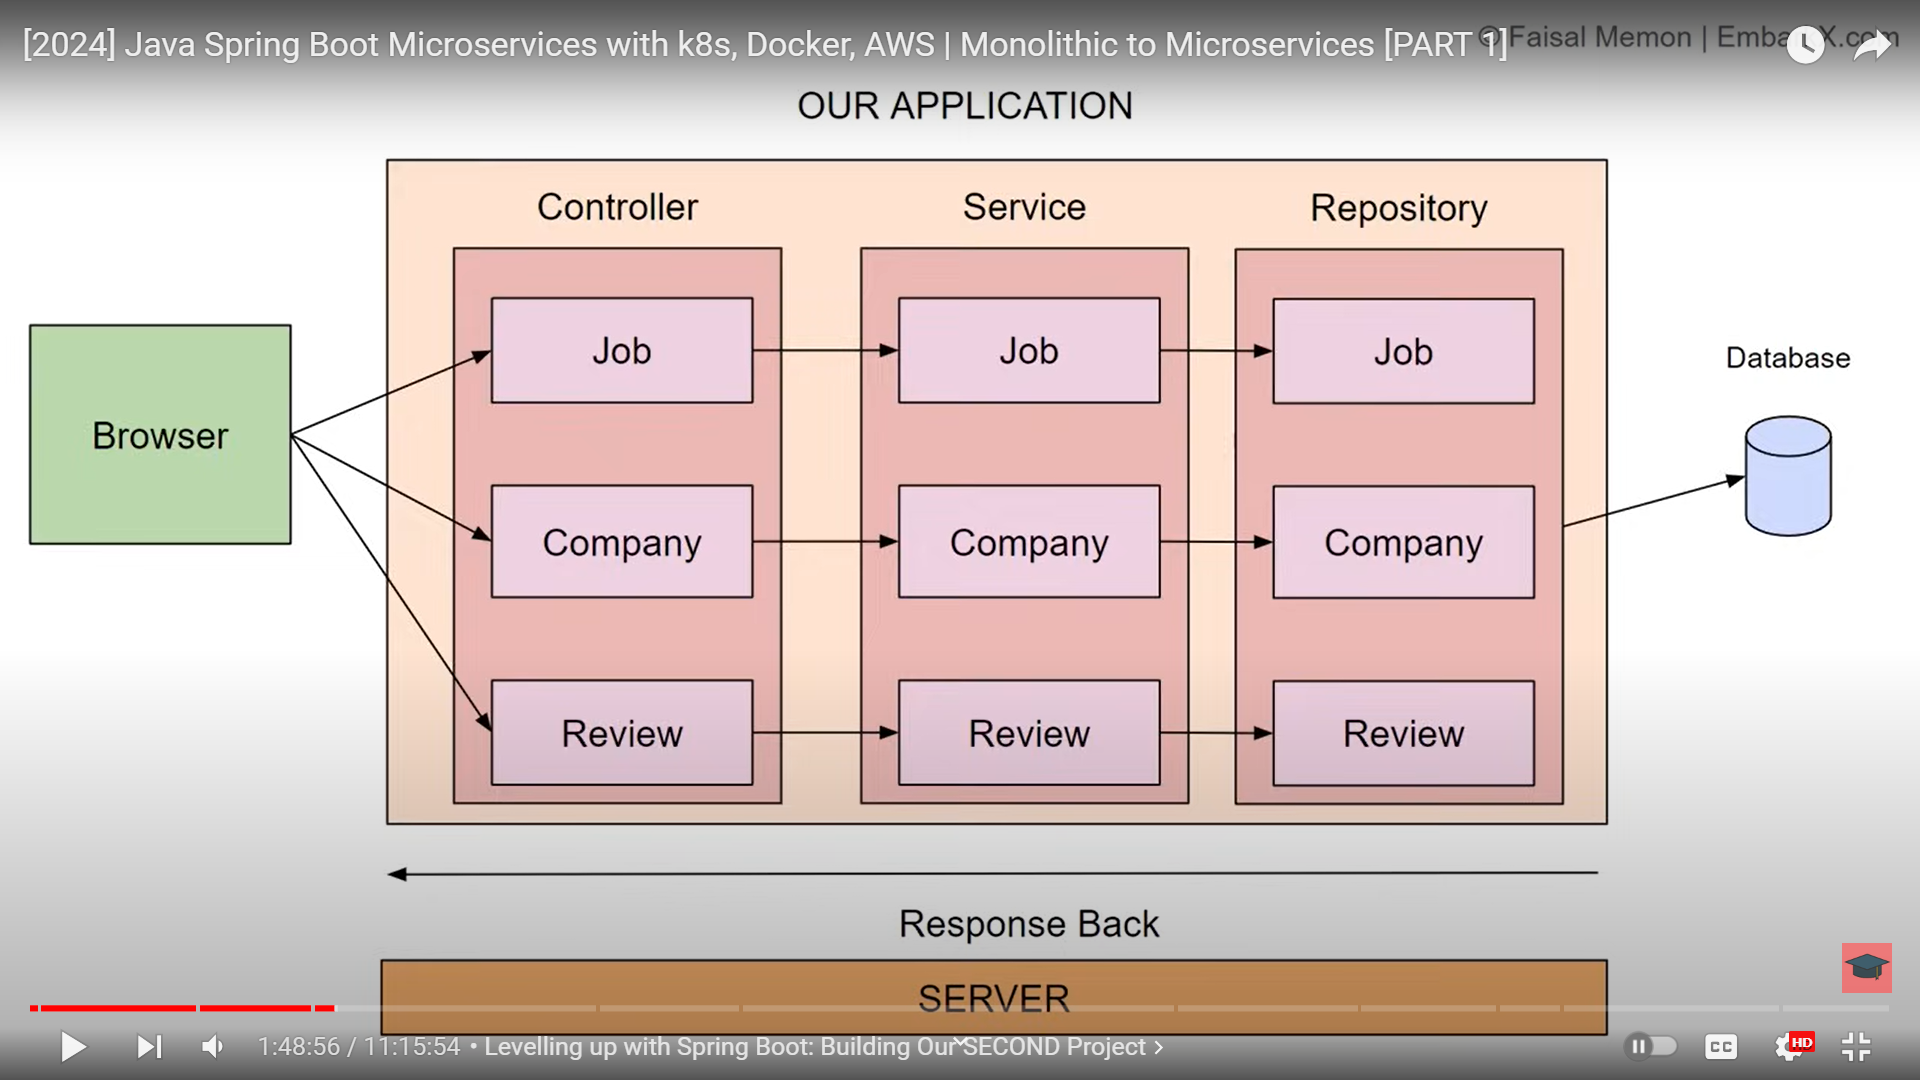 [2024] Java Spring Boot Microservices with k8s, Docker, AWS | Monolithic to Microservices [PART 1]
© Faisal Memon | EmbarkX.com
OUR APPLICATION
Controller
Service
Repository
Browser
Job
Job
Job
Database
Company
Company
Company
Review
Review
Review
Response Back
SERVER
1:48:56 / 11:15:54 • Levelling up with Spring Boot: Building Our SECOND Project >
CC
HD